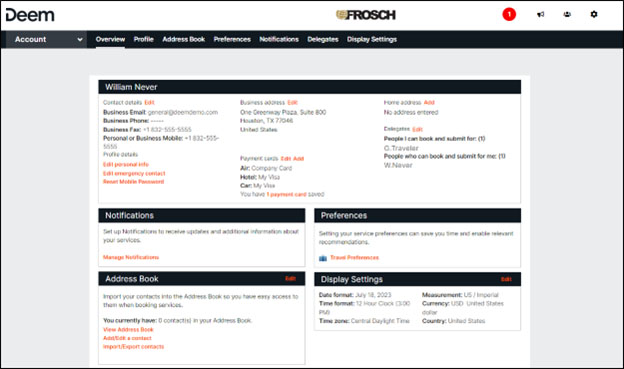 Deem
FROSCH
1
Account
Overview Profile Address Book Preferences Notifications Delegates Display Settings
William Never
Contact details Edit
Business Email: general@deemdemo.com
Business Phone: -----
Business Fax: +1 832-555-5555
Personal or Business Mobile: +1 832-555-
5555
Profile details
Edit personal info
Edit emergency contact
Reset Mobile Password
Business address Edit
One Greenway Plaza, Suite 800
Houston, TX 77046
United States
Payment cards Edit Add
Air: Company Card
Hotel: My Visa
Car: My Visa
You have 1 payment card saved
Home address Add
No address entered
Delegates Edit
People I can book and submit for: (1)
G.Traveler
People who can book and submit for me: (1)
W.Never
Notifications
Set up Notifications to receive updates and additional information about
your services.
Manage Notifications
Preferences
Setting your service preferences can save you time and enable relevant
recommendations.
Travel Preferences
Address Book Edit
Import your contacts into the Address Book so you have easy access to
them when booking services.
You currently have: 0 contact(s) in your Address Book.
View Address Book
Add/Edit a contact
Import/Export contacts
Display Settings Edit
Date format: July 18, 2023
Time format: 12 Hour Clock (3:00
PM)
Time zone: Central Daylight Time
Measurement: US / Imperial
Currency: USD United States
dollar
Country: United States